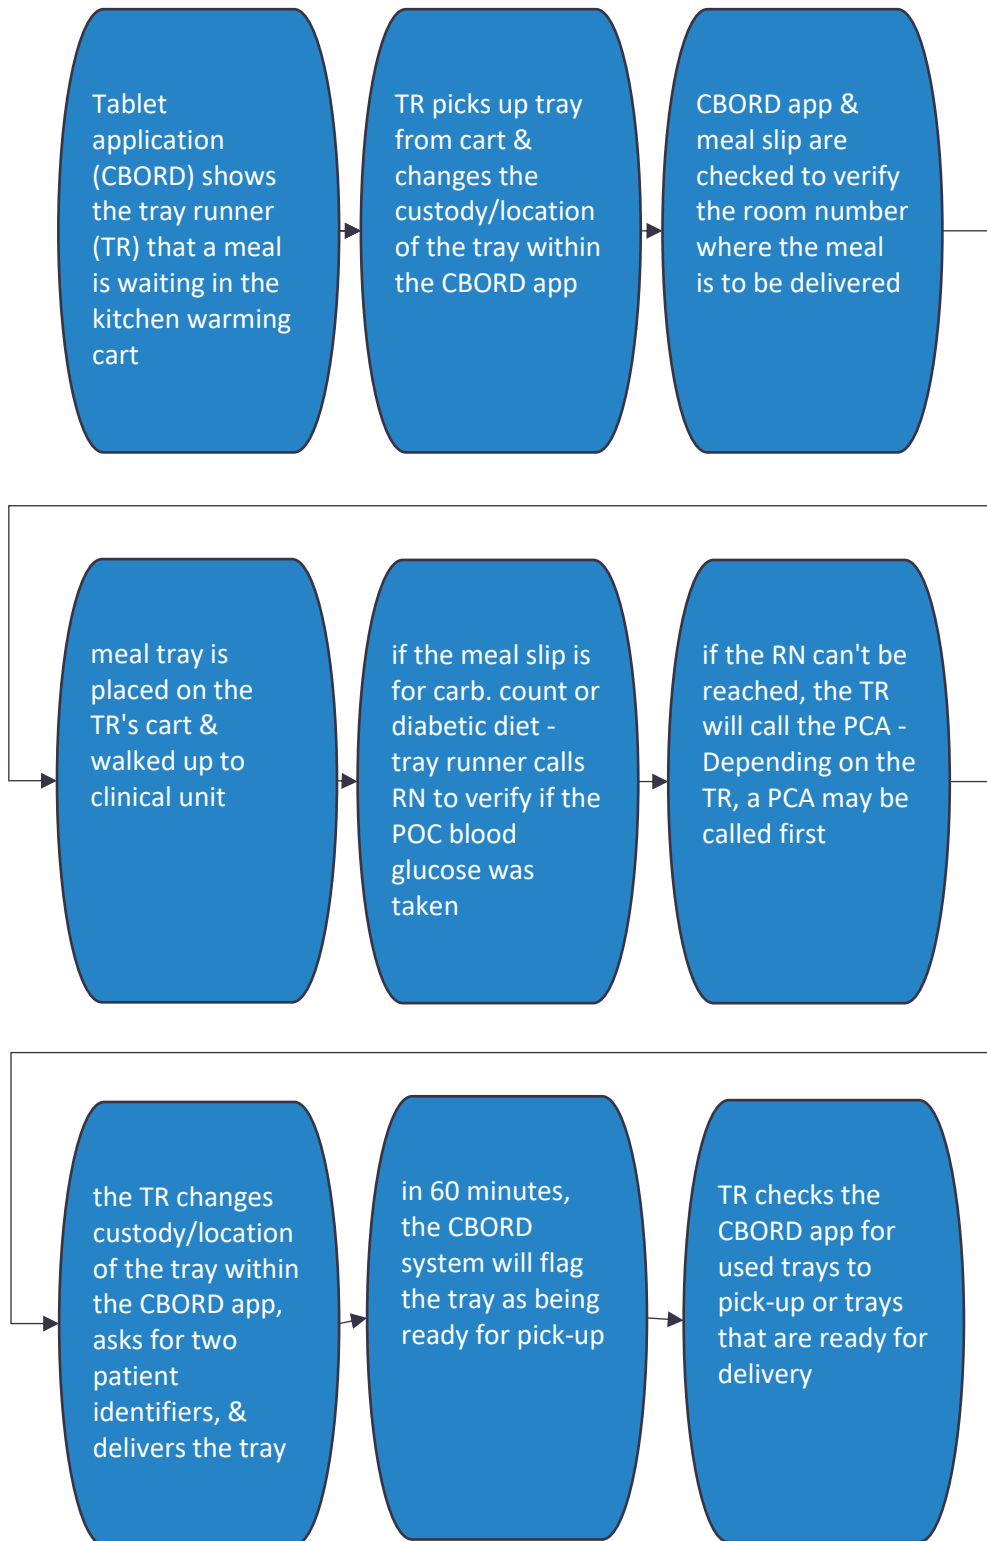 Tablet
application
(CBORD) shows
the tray runner
(TR) that a meal
is waiting in the
kitchen warming
cart
TR picks up tray
from cart &
changes the
custody/location
of the tray within
the CBORD app
CBORD app &
meal slip are
checked to verify
the room number
where the meal
is to be delivered
meal tray is
placed on the
TR's cart &
walked up to
clinical unit
if the meal slip is
for carb. count or
diabetic diet -
tray runner calls
RN to verify if the
POC blood
glucose was
taken
if the RN can't be
reached, the TR
will call the PCA -
Depending on the
TR, a PCA may be
called first
the TR changes
custody/location
of the tray within
the CBORD app,
asks for two
patient
identifiers, &
delivers the tray
in 60 minutes,
the CBORD
system will flag
the tray as being
ready for pick-up
TR checks the
CBORD app for
used trays to
pick-up or trays
that are ready for
delivery